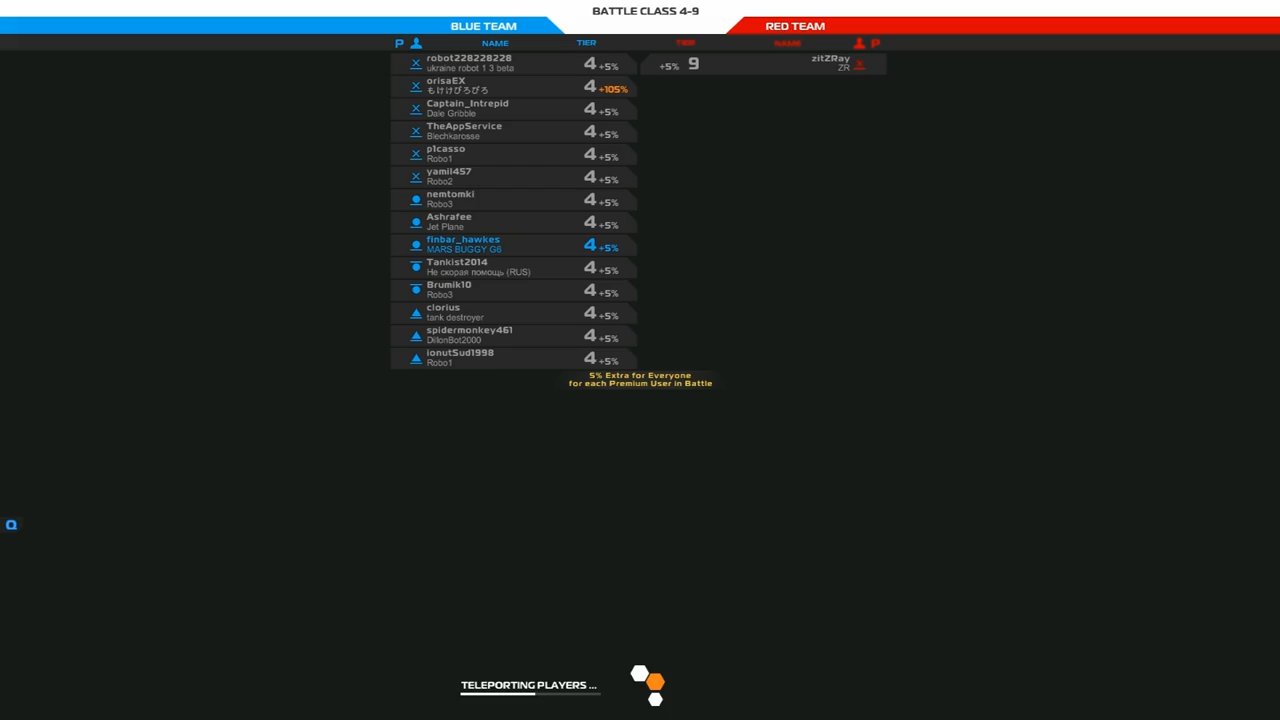 BATTLE CLASS 4-9
BLUE TEAM
RED TEAM
P NAME TIER
TIER NAME P
robot228228228
ukraine robot 1 3 beta
4 +5%
+5% 9
zitZRay
ZR
orisaEX
もけけぴろぴろ
4 +105%
Captain_Intrepid
Dale Gribble
4 +5%
TheAppService
Blechkarosse
4 +5%
p1casso
Robo1
4 +5%
yamil457
Robo2
4 +5%
nemtomki
Robo3
4 +5%
Ashrafee
Jet Plane
4 +5%
finbar_hawkes
MARS BUGGY G6
4 +5%
Tankist2014
Не скорая помощь (RUS)
4 +5%
Brumik10
Robo3
4 +5%
clorius
tank destroyer
4 +5%
spidermonkey461
DillonBot2000
4 +5%
ionutSud1998
Robo1
4 +5%
5% Extra for Everyone
for each Premium User in Battle
Q
TELEPORTING PLAYERS ...